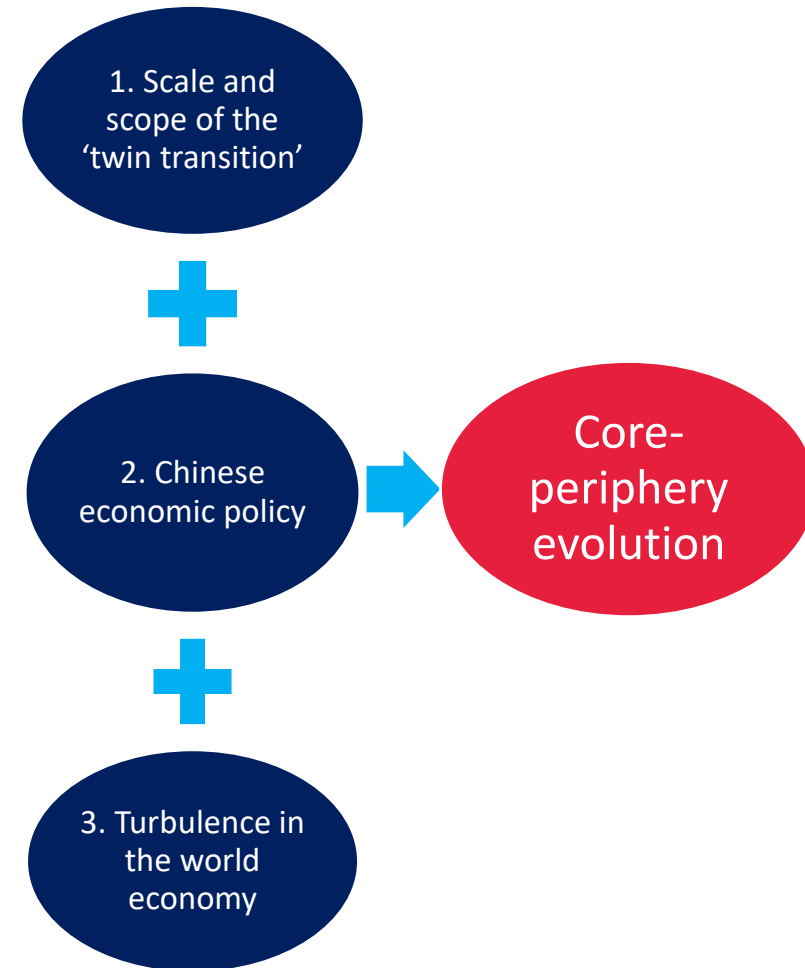 1. Scale and
scope of the
‘twin transition’
2. Chinese
economic policy
Core-
periphery
evolution
3. Turbulence in
the world
economy